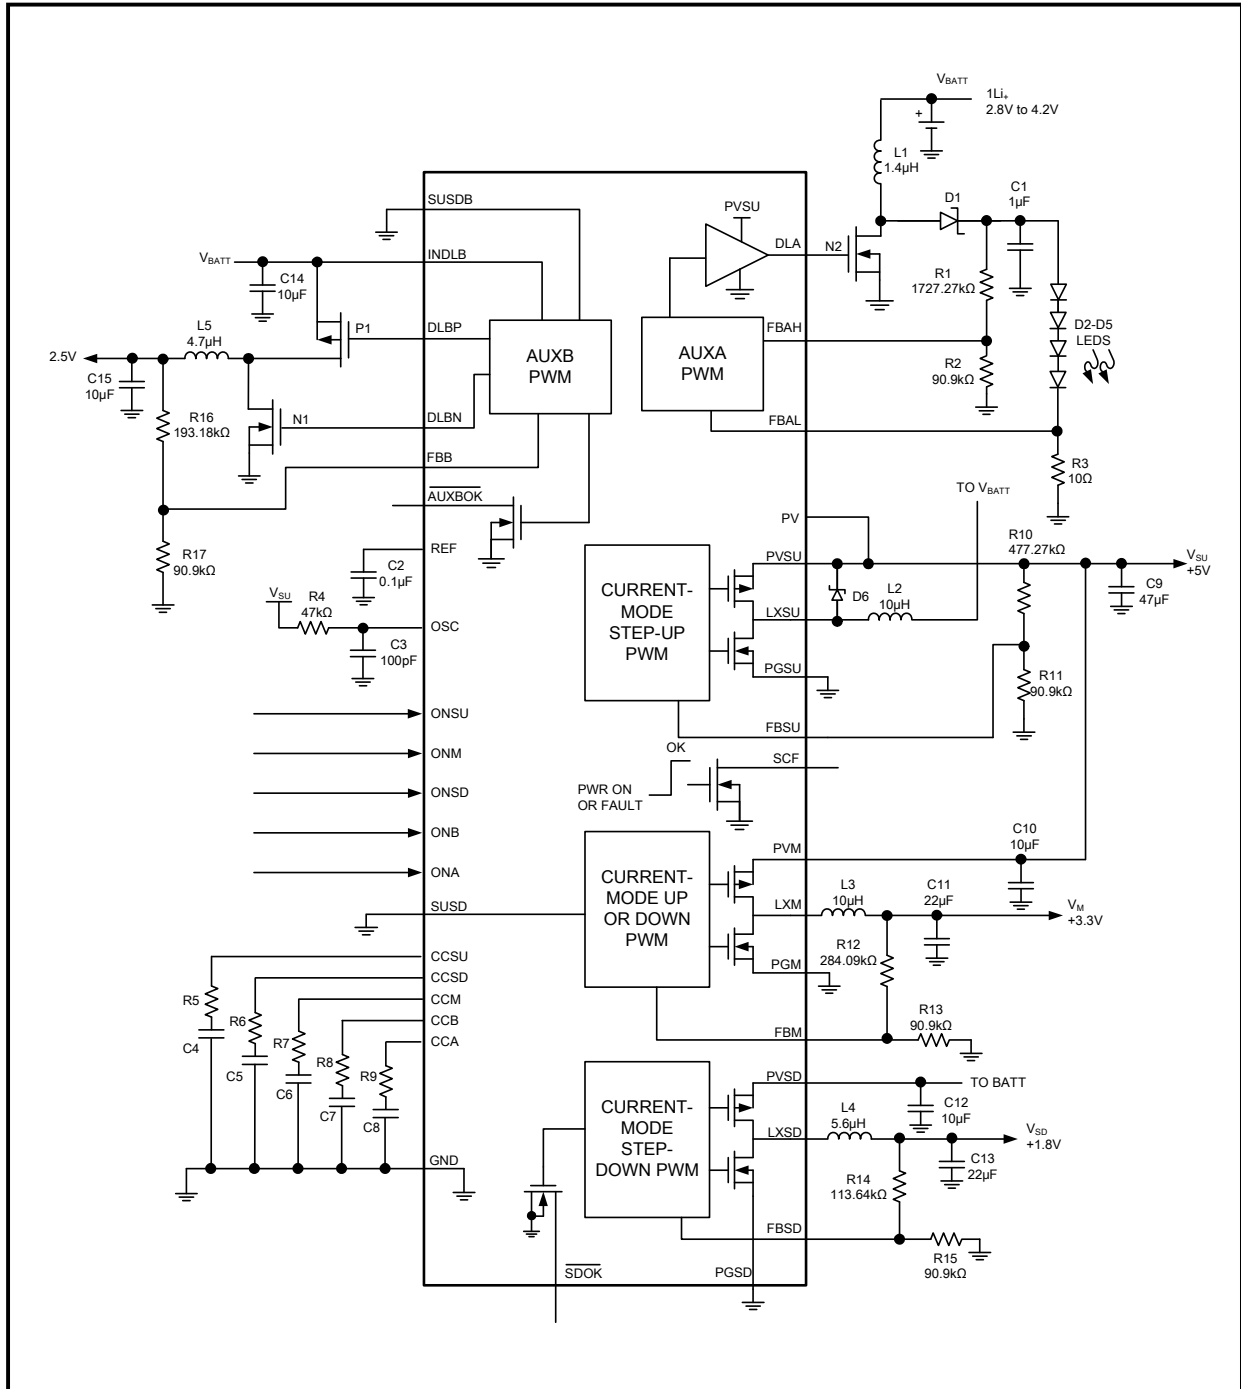 V_BATT
1Li+
2.8V to 4.2V
L1
1.4µH
D1
C1
1µF
SUSDB
PVSU
DLA
N2
V_BATT
INDLB
C14
10µF
R1
1727.27kΩ
P1
L5
4.7µH
DLBP
FBAH
2.5V
AUXB
PWM
AUXA
PWM
D2-D5
LEDS
C15
10µF
R2
90.9kΩ
R16
193.18kΩ
N1
DLBN
FBAL
FBB
R3
10Ω
AUXBOK
TO V_BATT
PV
R17
90.9kΩ
REF
C2
0.1µF
R10
477.27kΩ
PVSU
V_SU
+5V
CURRENT-
MODE
STEP-UP
PWM
D6
L2
10µH
C9
47µF
V_SU
R4
47kΩ
LXSU
OSC
C3
100pF
PGSU
R11
90.9kΩ
ONSU
FBSU
ONM
OK
SCF
ONSD
PWR ON
OR FAULT
ONB
C10
10µF
PVM
ONA
CURRENT-
MODE UP
OR DOWN
PWM
L3
10µH
C11
22µF
V_M
+3.3V
SUSD
LXM
R12
284.09kΩ
CCSU
PGM
CCSD
R5
CCM
R6
CCB
R13
90.9kΩ
FBM
C4
R7
CCA
R8
C5
R9
PVSD
TO BATT
C6
C7
C8
CURRENT-
MODE
STEP-
DOWN PWM
C12
10µF
L4
5.6µH
LXSD
V_SD
+1.8V
GND
C13
22µF
R14
113.64kΩ
FBSD
R15
90.9kΩ
SDOK
PGSD